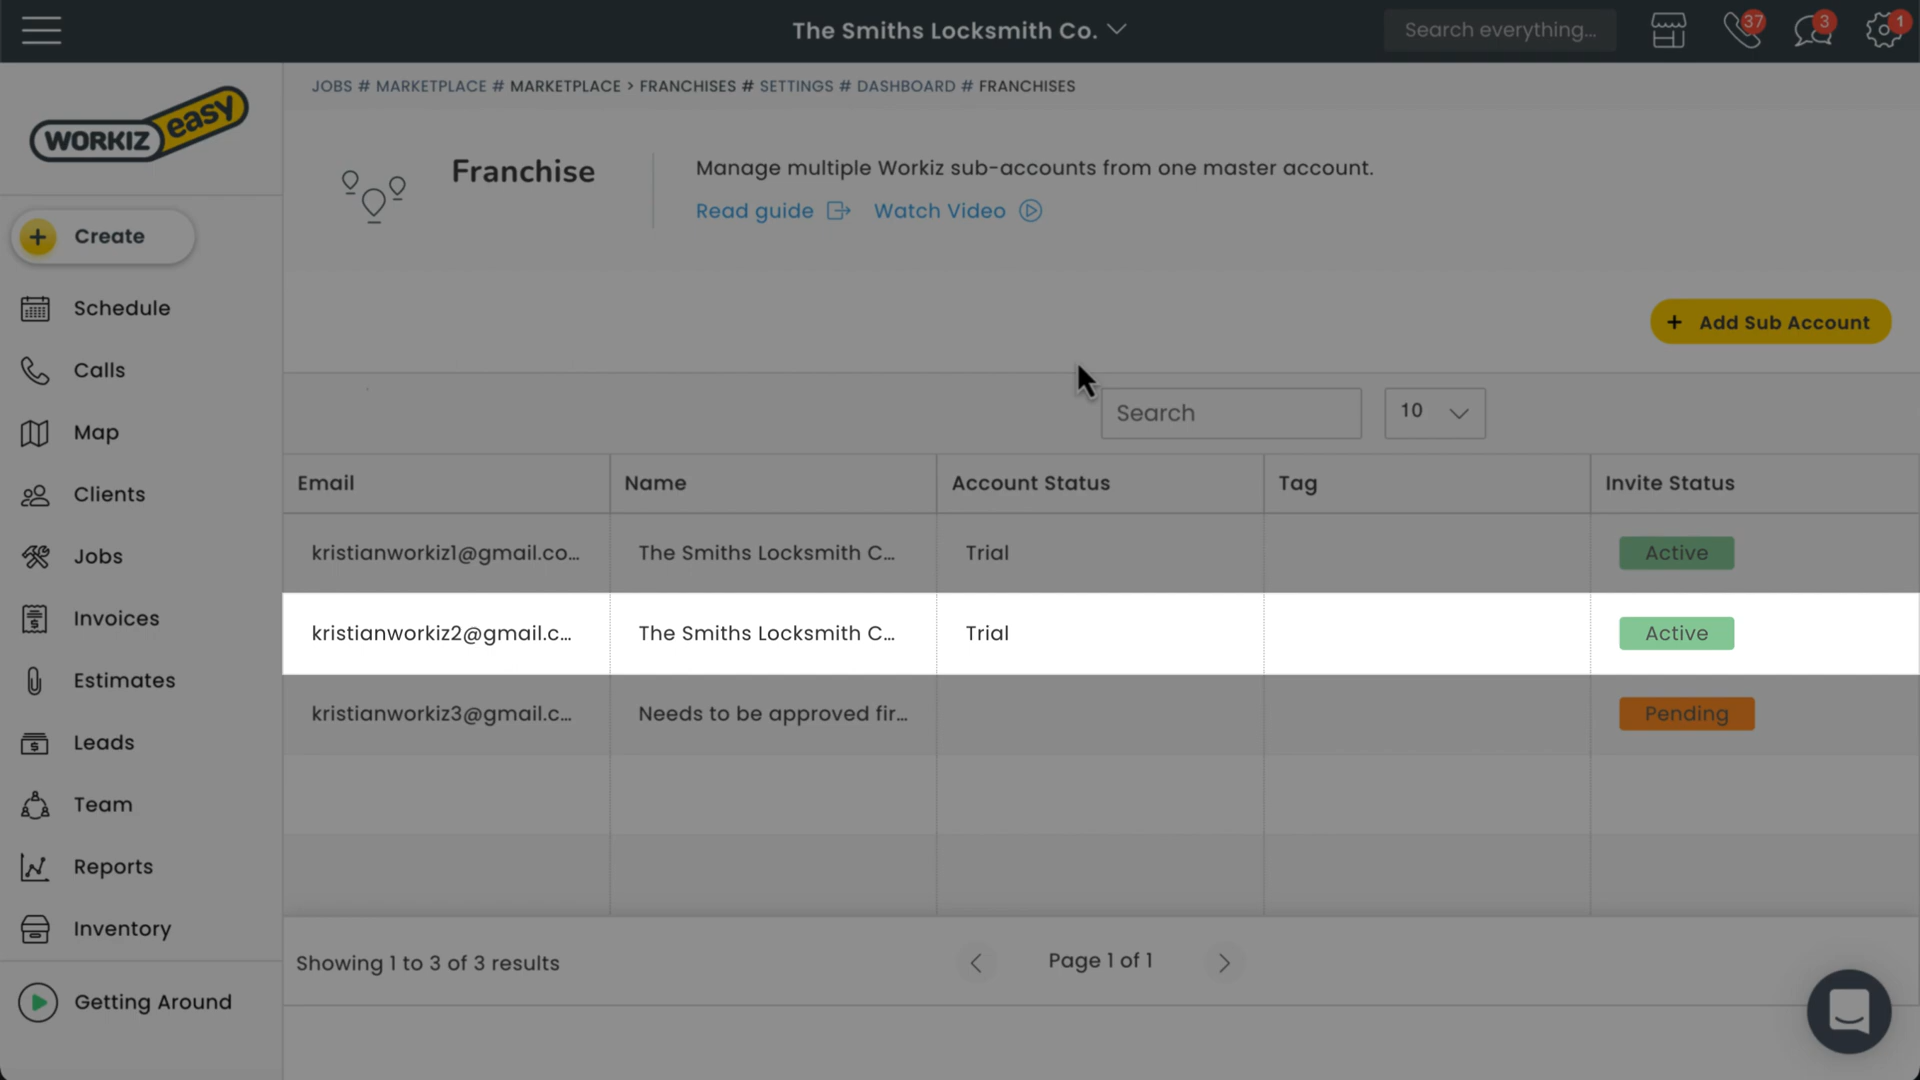 The Smiths Locksmith Co.
Search everything...
37
3
1
JOBS # MARKETPLACE # MARKETPLACE > FRANCHISES # SETTINGS # DASHBOARD # FRANCHISES
WORKIZ easy
Franchise
Manage multiple Workiz sub-accounts from one master account.
Read guide
Watch Video
Create
Schedule
Calls
Map
Clients
Jobs
Invoices
Estimates
Leads
Team
Reports
Inventory
Getting Around
+ Add Sub Account
Search
10
Email Name Account Status Tag Invite Status
kristianworkiz1@gmail.co... The Smiths Locksmith C... Trial Active
kristianworkiz2@gmail.c... The Smiths Locksmith C... Trial Active
kristianworkiz3@gmail.c... Needs to be approved fir... Pending
Showing 1 to 3 of 3 results
Page 1 of 1